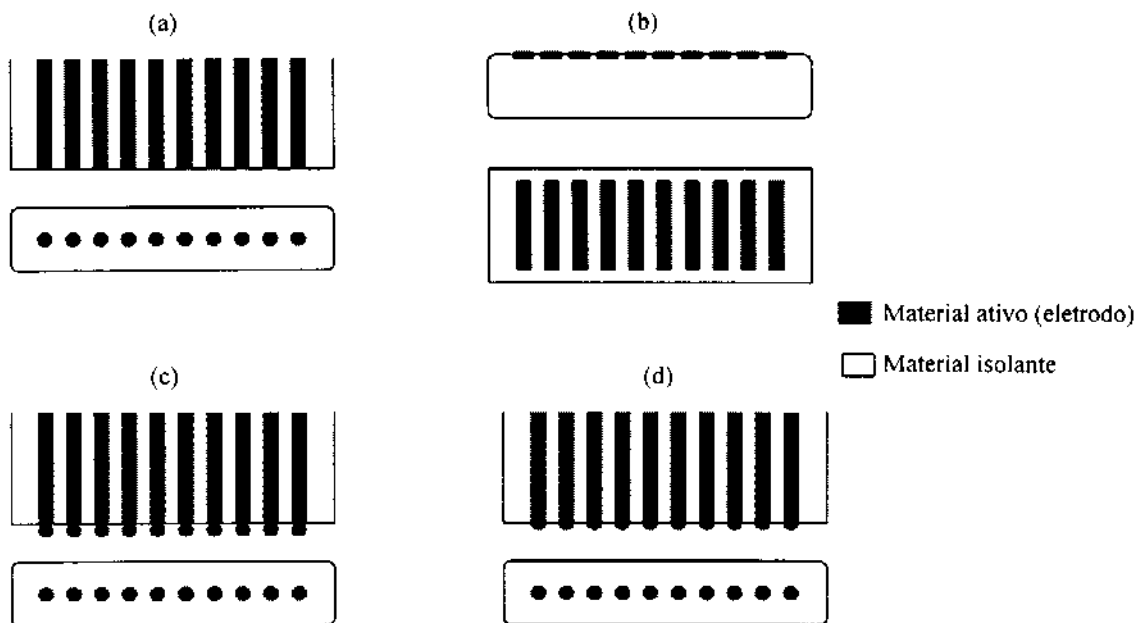 (a)
(b)
Material ativo (eletrodo)
Material isolante
(c)
(d)